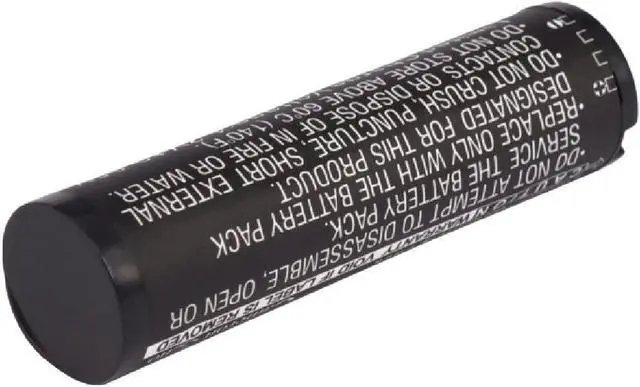 CAUTION
WARRANTY VOID IF LABEL IS REMOVED
•DO NOT ATTEMPT TO DISASSEMBLE, OPEN OR
SERVICE THE BATTERY PACK
•REPLACE ONLY WITH THE BATTERY PACK
DESIGNATED FOR THIS PRODUCT.
•DO NOT CRUSH, PUNCTURE, SHORT EXTERNAL
CONTACTS OR DISPOSE OF IN FIRE OR WATER.
•DO NOT STORE ABOVE 60°C (140°F).